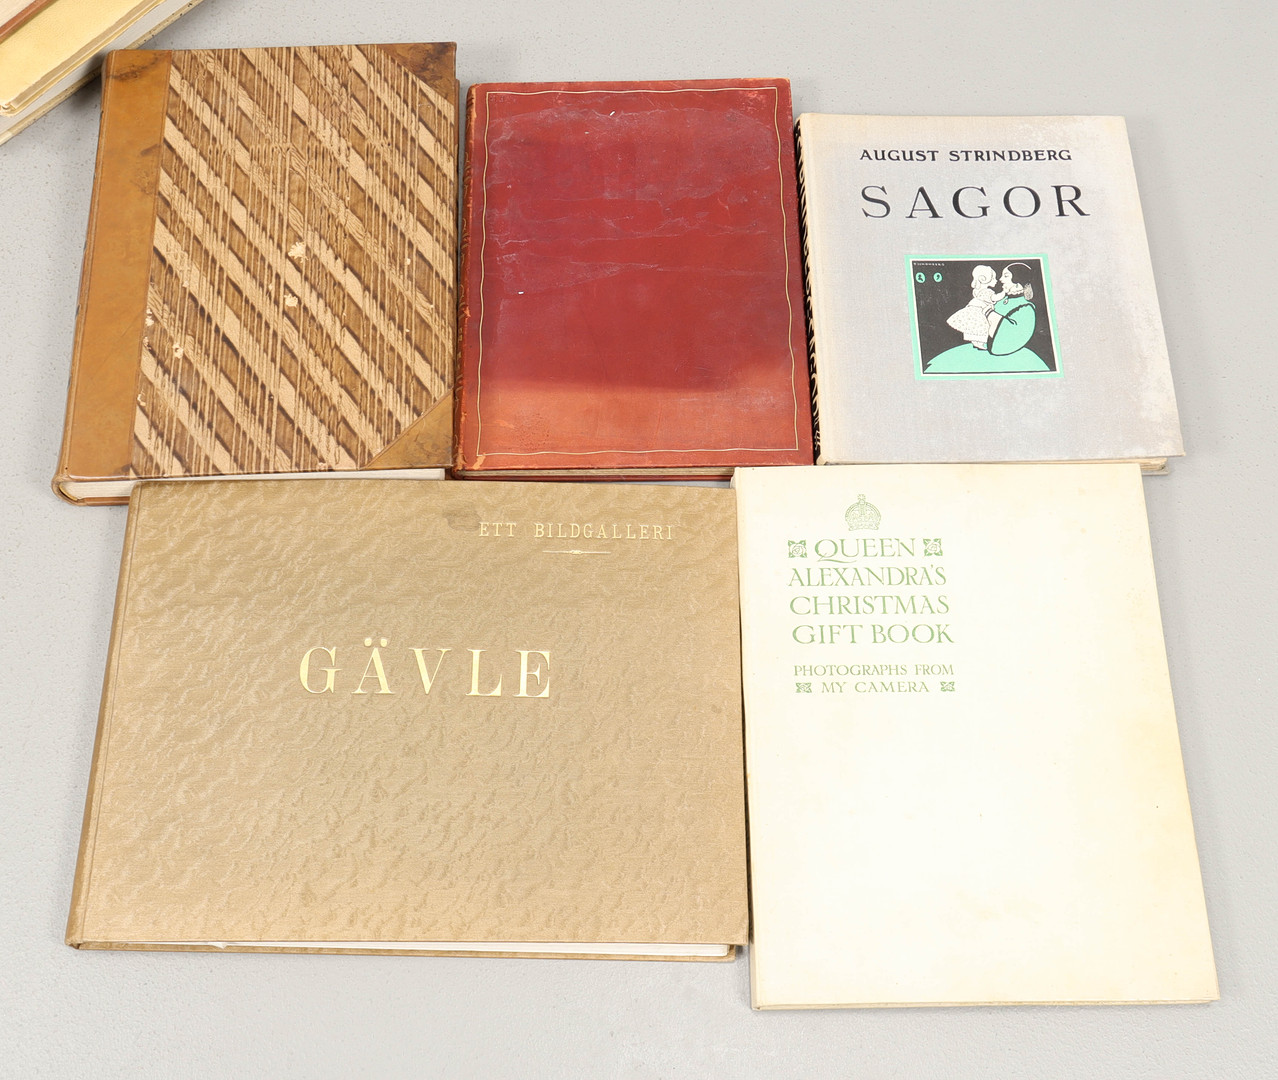 AUGUST STRINDBERG
SAGOR
ETT BILDGALLERI
GÄVLE
QUEEN
ALEXANDRA'S
CHRISTMAS
GIFT BOOK
PHOTOGRAPHS FROM
MY CAMERA